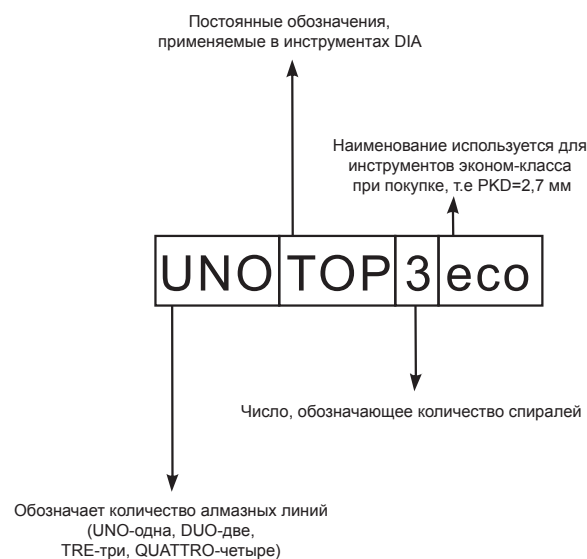 Постоянные обозначения,
применяемые в инструментах DIA
Наименование используется для
инструментов эконом-класса
при покупке, т.е PKD=2,7 мм
UNO TOP 3 eco
Число, обозначающее количество спиралей
Обозначает количество алмазных линий
(UNO-одна, DUO-две,
TRE-три, QUATTRO-четыре)